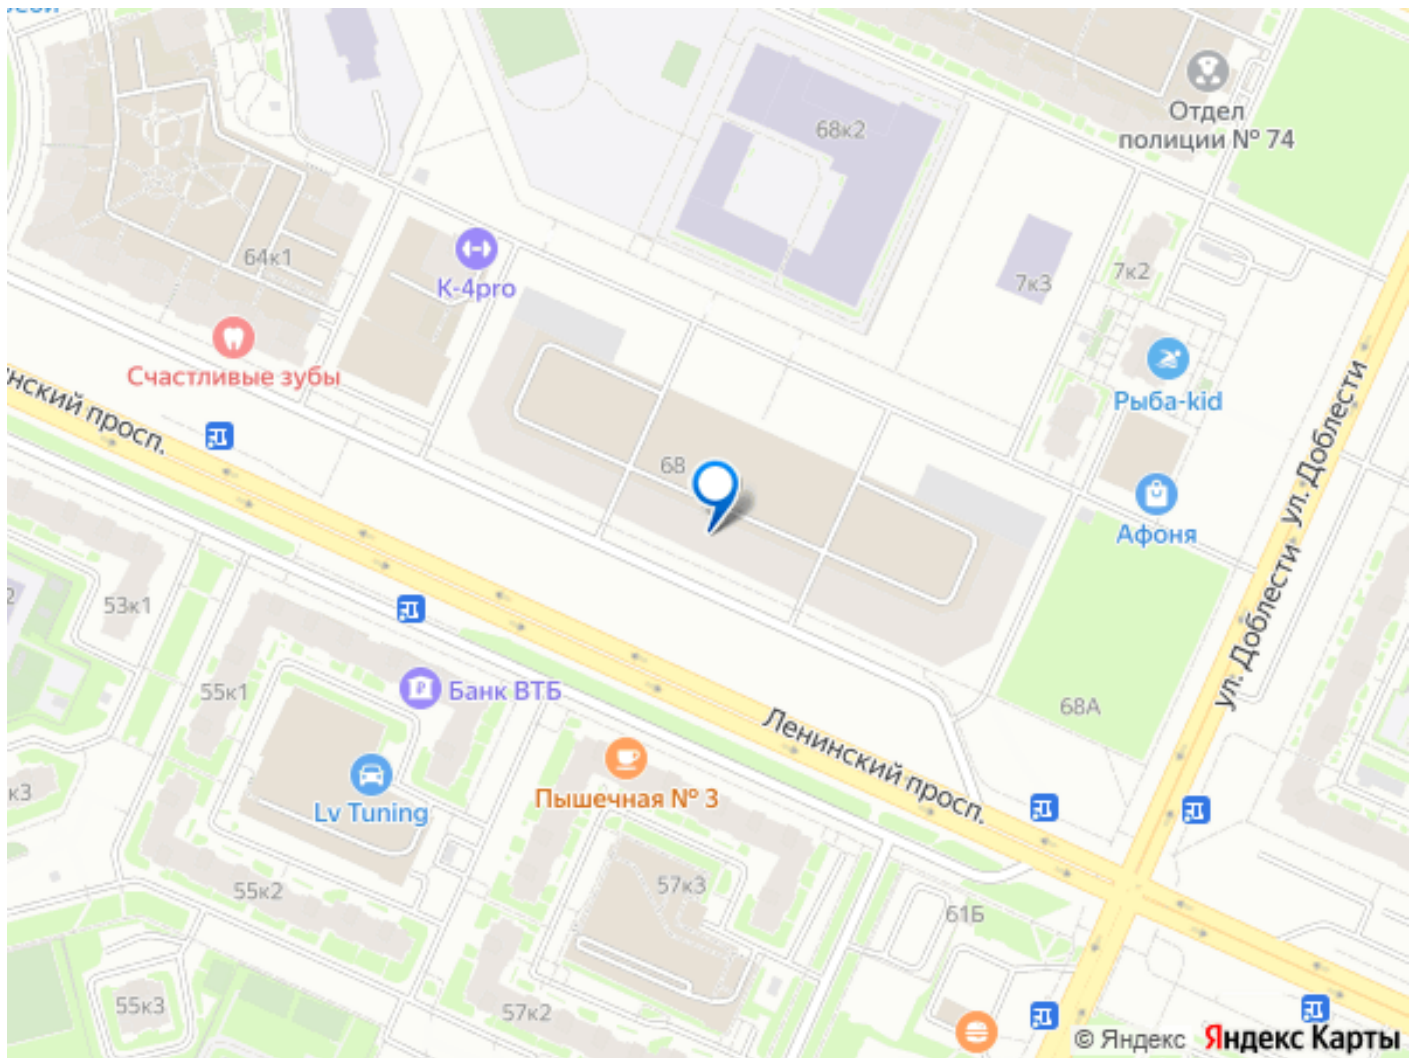 Отдел
полиции № 74
68к2
64к1
К-4pro
7к2
7к3
Счастливые зубы
Рыба-kid
нский просп.
68
ул. Доблести
Афоня
ул. Доблести
53к1
2
55к1
Банк ВТБ
68А
Ленинский просп.
Пышечная № 3
к3
Lv Tuning
55к2
57к3
61Б
55к3
57к2
© Яндекс Яндекс Карты